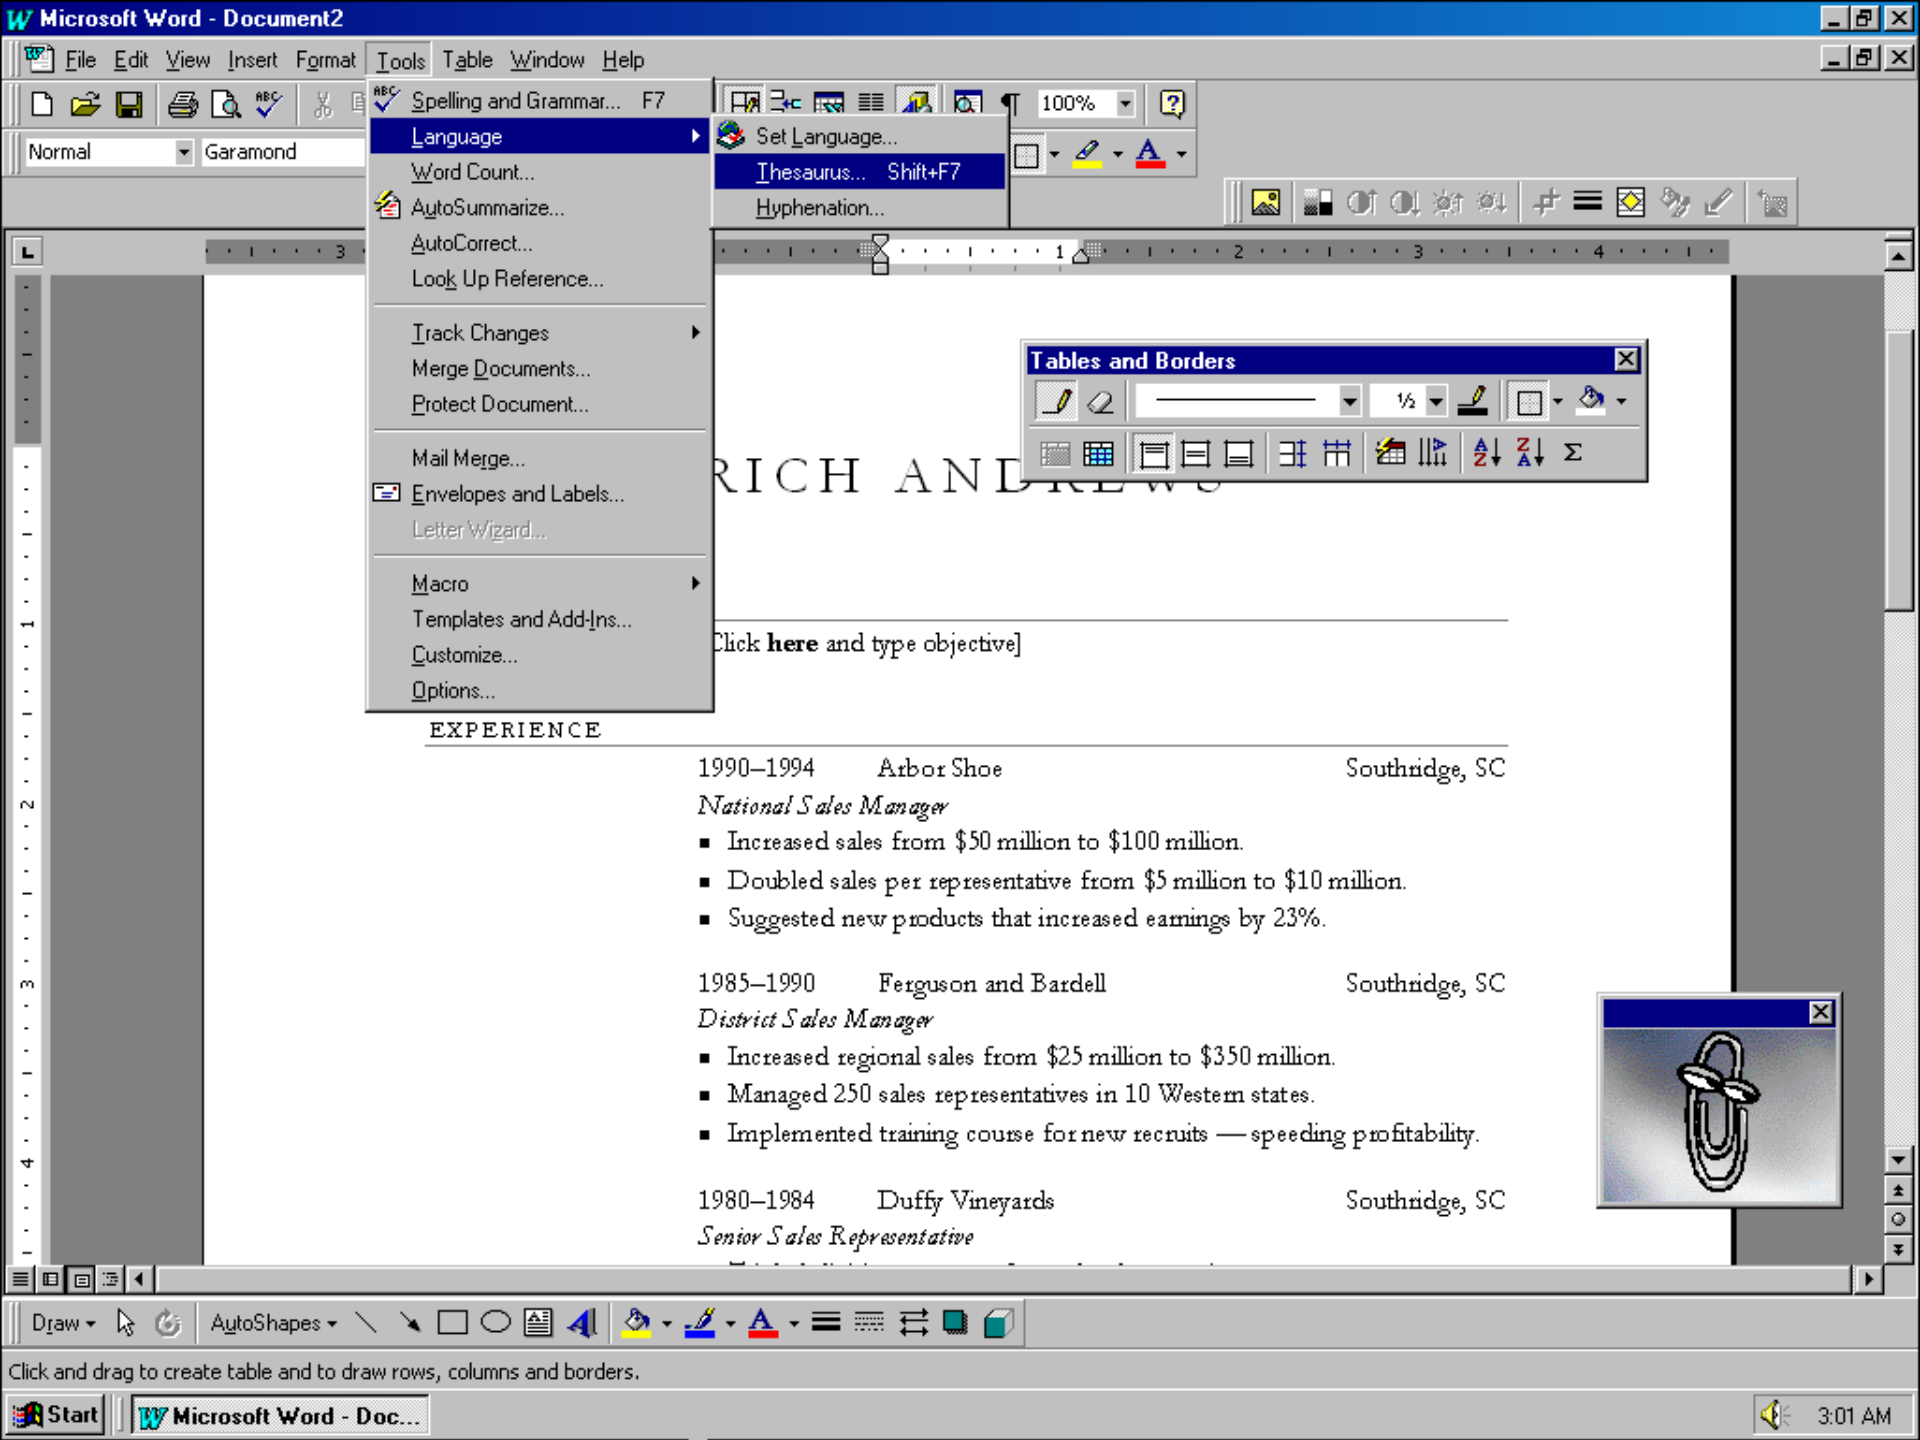 Microsoft Word - Document2
File Edit View Insert Format Tools Table Window Help
Spelling and Grammar... F7
100%
Language
Set Language...
Normal Garamond
Word Count...
Thesaurus... Shift+F7
AutoSummarize...
Hyphenation...
AutoCorrect...
3 1 2 3 4
Look Up Reference...
Track Changes
Merge Documents...
Protect Document...
Tables and Borders
½
Mail Merge...
RICH ANDREWS
Envelopes and Labels...
Letter Wizard...
Macro
Templates and Add-Ins...
Click here and type objective]
Customize...
Options...
EXPERIENCE
1990–1994 Arbor Shoe Southridge, SC
National Sales Manager
Increased sales from $50 million to $100 million.
Doubled sales per representative from $5 million to $10 million.
Suggested new products that increased earnings by 23%.
1985–1990 Ferguson and Bardell Southridge, SC
District Sales Manager
Increased regional sales from $25 million to $350 million.
Managed 250 sales representatives in 10 Western states.
Implemented training course for new recruits — speeding profitability.
1980–1984 Duffy Vineyards Southridge, SC
Senior Sales Representative
Draw AutoShapes
Click and drag to create table and to draw rows, columns and borders.
Start Microsoft Word - Doc... 3:01 AM